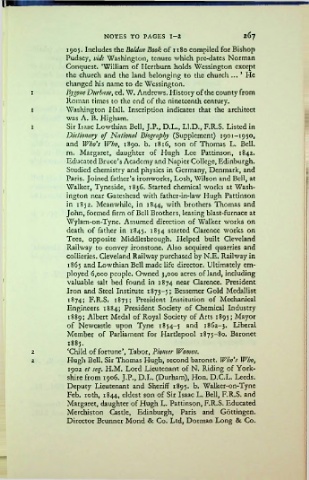 NOTES TO PAGES 1–2 267
1905. Includes the Boldon Book of 1180 compiled for Bishop
Pudsey, vide Washington, tenure which pre-dates Norman
Conquest. 'William of Hertburn holds Wessington except
the church and the land belonging to the church ... ' He
changed his name to de Wessington.
1 Bygone Durham, ed. W. Andrews. History of the county from
Roman times to the end of the nineteenth century.
2 Washington Hall. Inscription indicates that the architect
was A. B. Higham.
2 Sir Isaac Lowthian Bell, J.P., D.L., Ll.D., F.R.S. Listed in
Dictionary of National Biography (Supplement) 1901–1950,
and Who's Who, 1890. b. 1816, son of Thomas L. Bell.
m. Margaret, daughter of Hugh Lee Pattinson, 1842.
Educated Bruce's Academy and Napier College, Edinburgh.
Studied chemistry and physics in Germany, Denmark, and
Paris. Joined father's ironworks, Losh, Wilson and Bell, at
Walker, Tyneside, 1836. Started chemical works at Wash-
ington near Gateshead with father-in-law Hugh Pattinson
in 1852. Meanwhile, in 1844, with brothers Thomas and
John, formed firm of Bell Brothers, leasing blast-furnace at
Wylam-on-Tyne. Assumed direction of Walker works on
death of father in 1845. 1854 started Clarence works on
Tees, opposite Middlesbrough. Helped built Cleveland
Railway to convey ironstone. Also acquired quarries and
collieries. Cleveland Railway purchased by N.E. Railway in
1865 and Lowthian Bell made life director. Ultimately em-
ployed 6,000 people. Owned 3,000 acres of land, including
valuable salt bed found in 1874 near Clarence. President
Iron and Steel Institute 1873–5; Bessemer Gold Medallist
1874; F.R.S. 1875; President Institution of Mechanical
Engineers 1884; President Society of Chemical Industry
1889; Albert Medal of Royal Society of Arts 1895; Mayor
of Newcastle upon Tyne 1854–5 and 1862–3. Liberal
Member of Parliament for Hartlepool 1875–80. Baronet
1885.
2 'Child of fortune', Tabor, Pioneer Women.
2 Hugh Bell. Sir Thomas Hugh, second baronet. Who's Who,
1902 et seq. H.M. Lord Lieutenant of N. Riding of York-
shire from 1906. J.P., D.L. (Durham), Hon. D.C.L. Leeds.
Deputy Lieutenant and Sheriff 1895. b. Walker-on-Tyne
Feb. 10th, 1844, eldest son of Sir Isaac L. Bell, F.R.S. and
Margaret, daughter of Hugh L. Pattinson, F.R.S. Educated
Merchiston Castle, Edinburgh, Paris and Göttingen.
Director Brunner Mond & Co. Ltd, Dorman Long & Co.